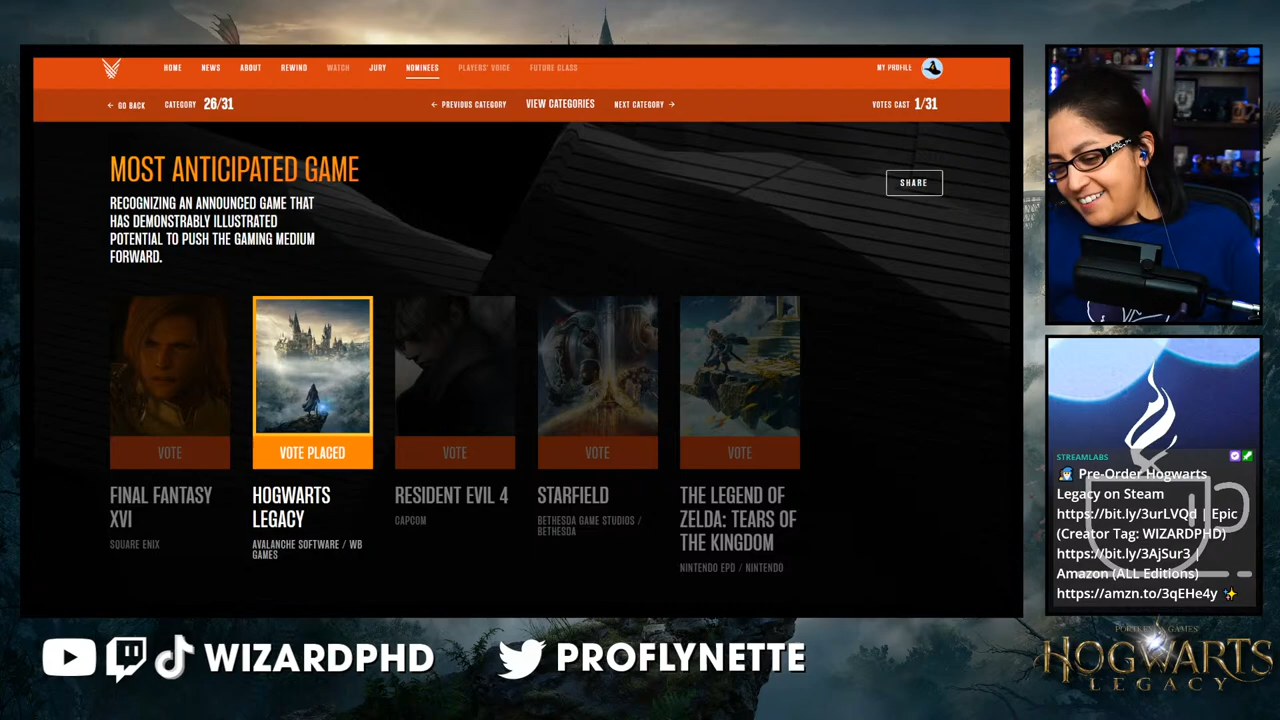 HOME NEWS ABOUT REWIND WATCH JURY NOMINEES PLAYERS' VOICE FUTURE CLASS MY PROFILE
← GO BACK CATEGORY 26/31 ← PREVIOUS CATEGORY VIEW CATEGORIES NEXT CATEGORY → VOTES CAST 1/31
MOST ANTICIPATED GAME
SHARE
RECOGNIZING AN ANNOUNCED GAME THAT
HAS DEMONSTRABLY ILLUSTRATED
POTENTIAL TO PUSH THE GAMING MEDIUM
FORWARD.
VOTE
FINAL FANTASY
XVI
SQUARE ENIX
VOTE PLACED
HOGWARTS
LEGACY
AVALANCHE SOFTWARE / WB
GAMES
VOTE
RESIDENT EVIL 4
CAPCOM
VOTE
STARFIELD
BETHESDA GAME STUDIOS /
BETHESDA
VOTE
THE LEGEND OF
ZELDA: TEARS OF
THE KINGDOM
NINTENDO EPD / NINTENDO
STREAMLABS
Pre-Order Hogwarts
Legacy on Steam
https://bit.ly/3urLVQd | Epic
(Creator Tag: WIZARDPHD)
https://bit.ly/3AjSur3 |
Amazon (ALL Editions)
https://amzn.to/3qEHe4y ✨
WIZARDPHD
PROFLYNETTE
PORTKEY GAMES
HOGWARTS
LEGACY